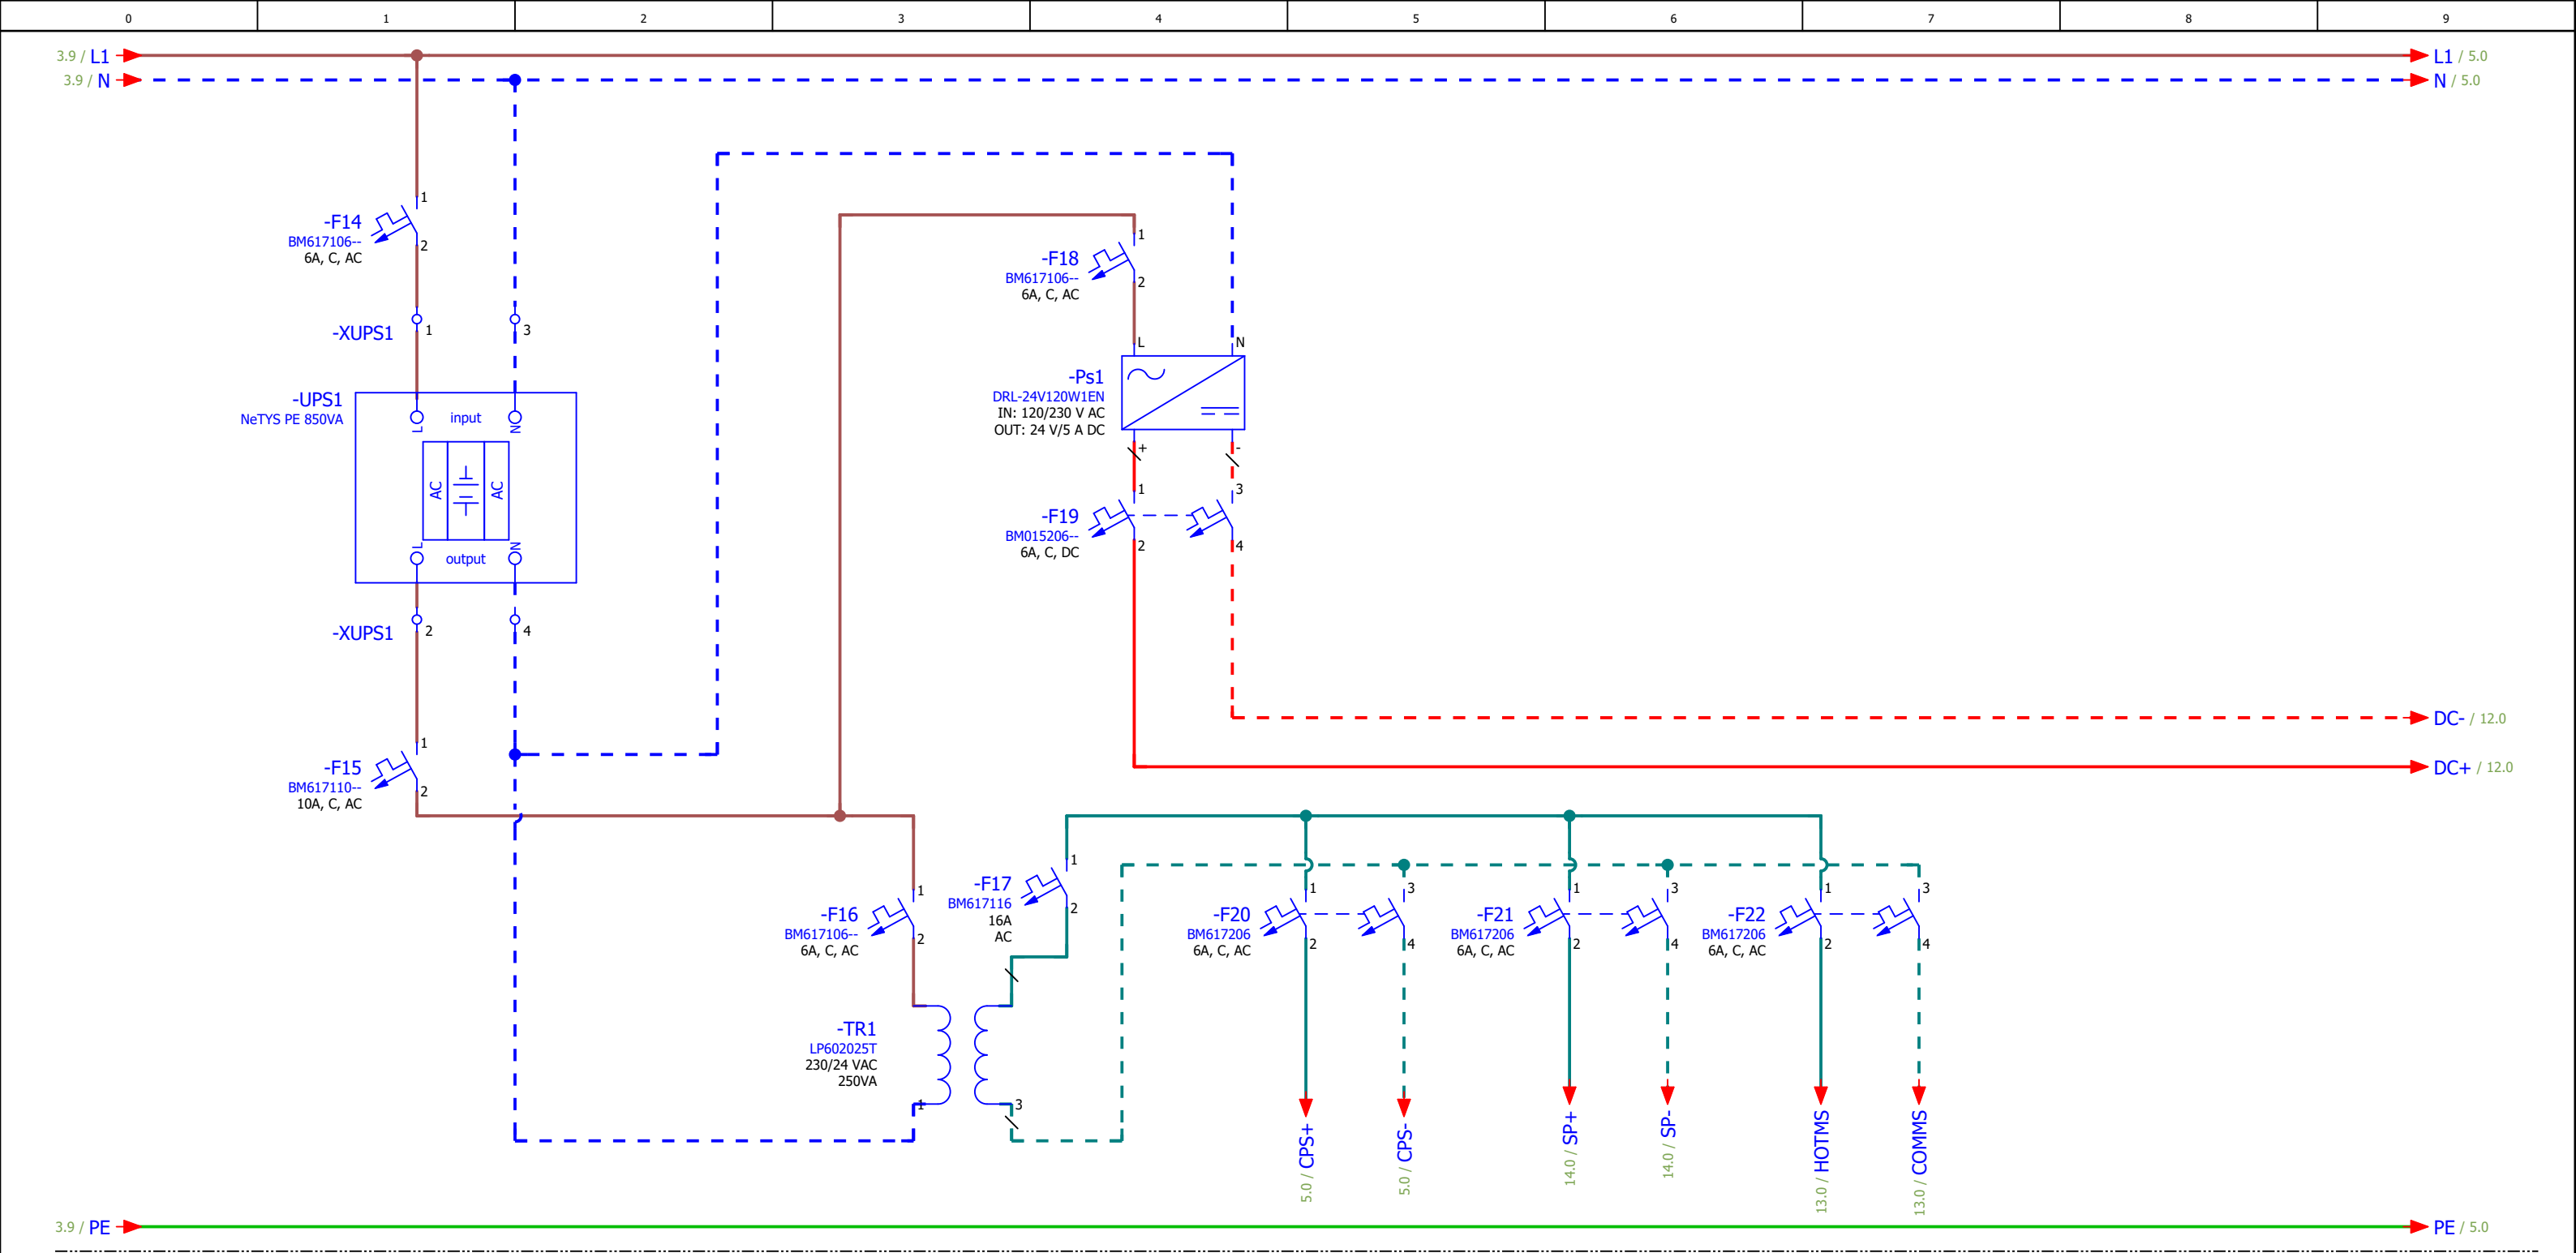 0 1 2 3 4 5 6 7 8 9
3.9 / L1
L1 / 5.0
3.9 / N
N / 5.0
1
-F14
BM617106--
6A, C, AC
2
-XUPS1
1
3
-UPS1
NeTYS PE 850VA
input
L
N
AC
AC
L
N
output
-XUPS1
2
4
1
-F15
BM617110--
10A, C, AC
2
1
-F18
BM617106--
6A, C, AC
2
L
N
-Ps1
DRL-24V120W1EN
IN: 120/230 V AC
OUT: 24 V/5 A DC
+
-
1
3
-F19
BM015206--
6A, C, DC
2
4
DC- / 12.0
DC+ / 12.0
1
-F16
BM617106--
6A, C, AC
2
1
-F17
BM617116
16A
AC
2
-TR1
LP602025T
230/24 VAC
250VA
1
3
1
3
-F20
BM617206
6A, C, AC
2
4
1
3
-F21
BM617206
6A, C, AC
2
4
1
3
-F22
BM617206
6A, C, AC
2
4
5.0 / CPS+
5.0 / CPS-
14.0 / SP+
14.0 / SP-
13.0 / HOTMS
13.0 / COMMS
3.9 / PE
PE / 5.0